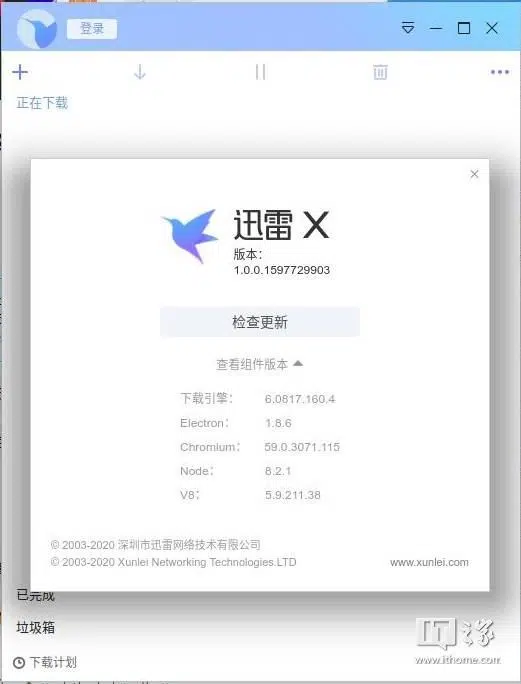 登录
正在下载
迅雷 X
版本：
1.0.0.1597729903
检查更新
查看组件版本
下载引擎： 6.0817.160.4
Electron： 1.8.6
Chromium： 59.0.3071.115
Node： 8.2.1
V8： 5.9.211.38
© 2003-2020 深圳市迅雷网络技术有限公司
© 2003-2020 Xunlei Networking Technologies.LTD
www.xunlei.com
已完成
垃圾箱
下载计划
IT之家
www.ithome.com